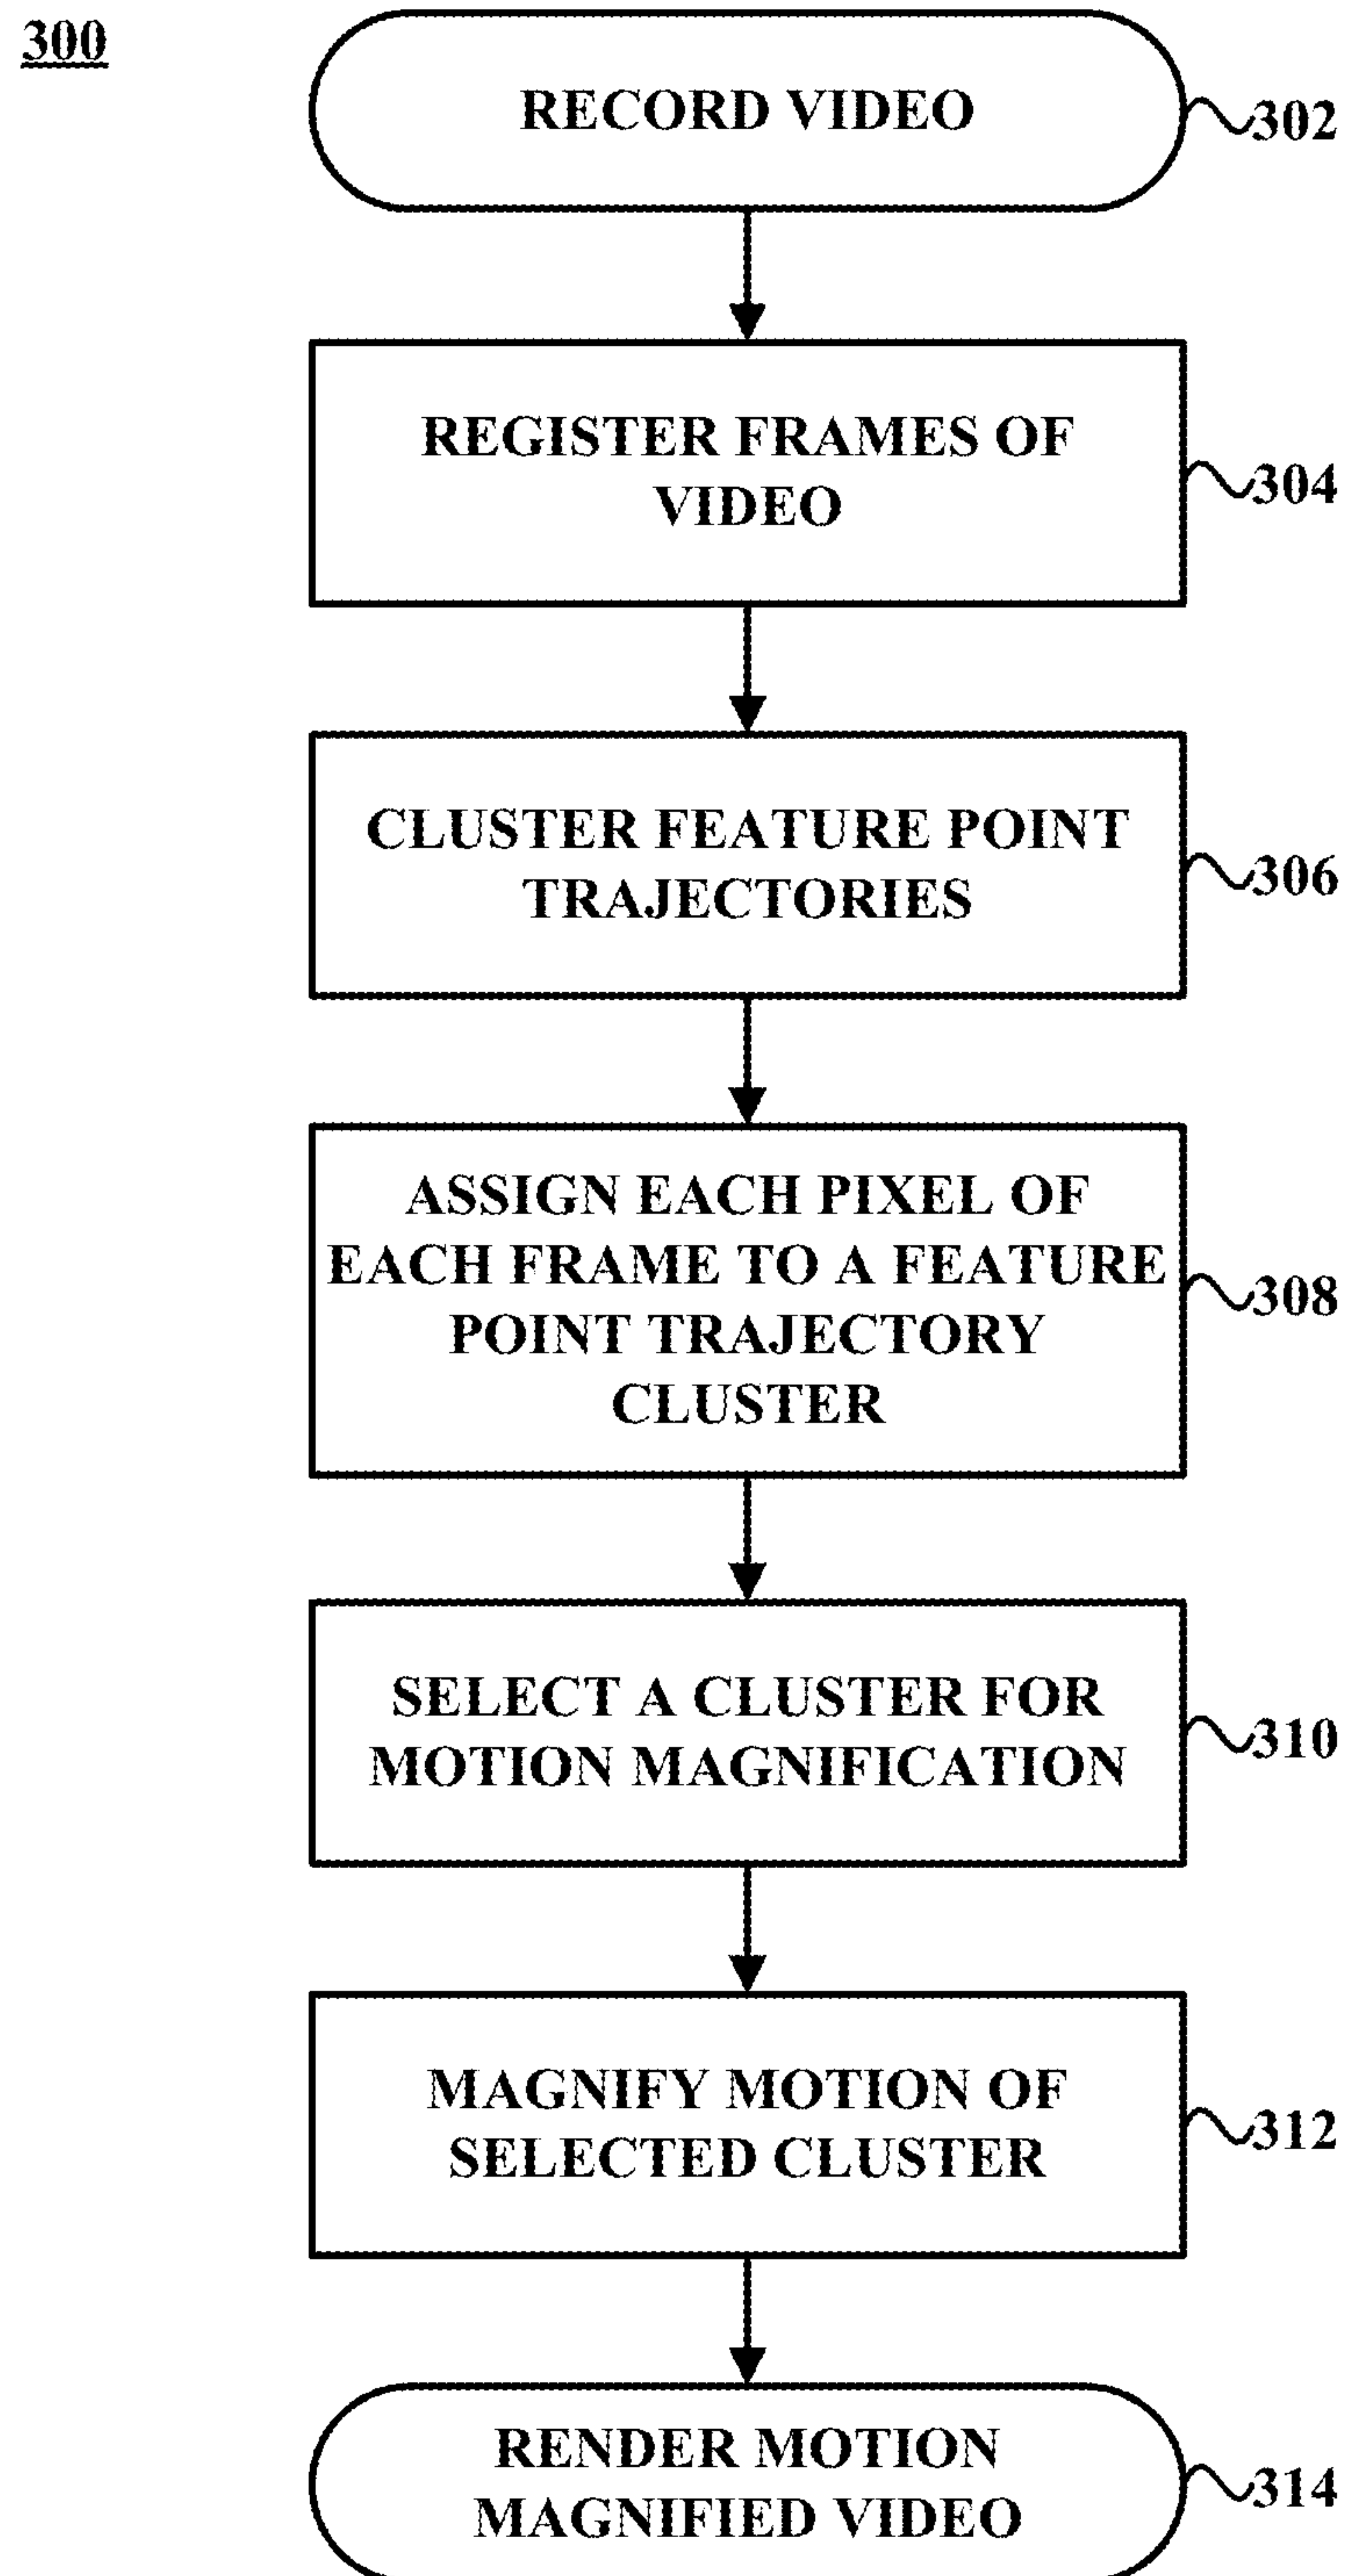 300
RECORD VIDEO
302
REGISTER FRAMES OF
VIDEO
304
CLUSTER FEATURE POINT
TRAJECTORIES
306
ASSIGN EACH PIXEL OF
EACH FRAME TO A FEATURE
POINT TRAJECTORY
CLUSTER
308
SELECT A CLUSTER FOR
MOTION MAGNIFICATION
310
MAGNIFY MOTION OF
SELECTED CLUSTER
312
RENDER MOTION
MAGNIFIED VIDEO
314